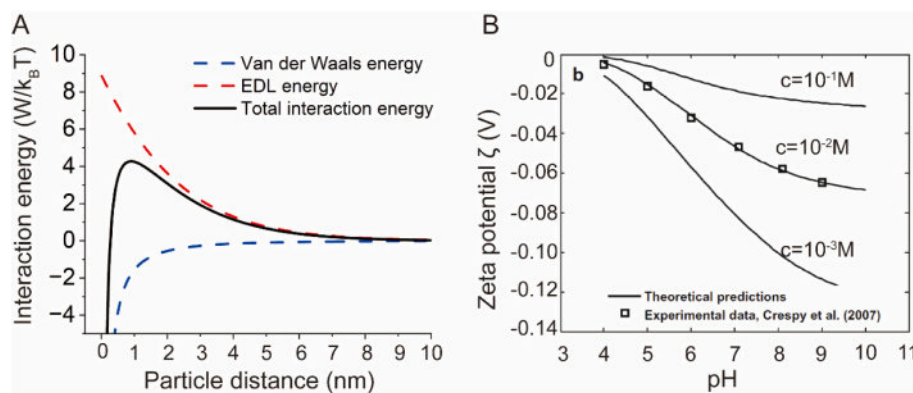 A
Interaction energy (W/k_BT)
10
8
6
4
2
0
-2
-4
Van der Waals energy
EDL energy
Total interaction energy
0 1 2 3 4 5 6 7 8 9 10
Particle distance (nm)
B
Zeta potential ζ (V)
0
-0.02
-0.04
-0.06
-0.08
-0.10
-0.12
-0.14
b
c=10⁻¹M
c=10⁻²M
c=10⁻³M
Theoretical predictions
Experimental data, Crespy et al. (2007)
3 4 5 6 7 8 9 10 11
pH